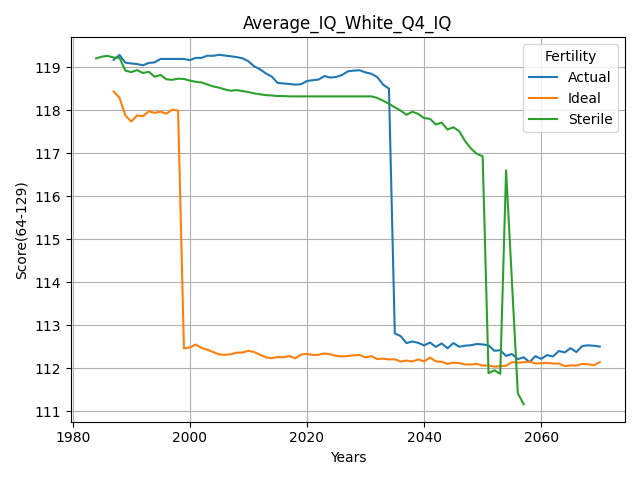 Average_IQ_White_Q4_IQ
Fertility
Actual
Ideal
Sterile
Score(64-129)
119
118
117
116
115
114
113
112
111
1980
2000
2020
2040
2060
Years